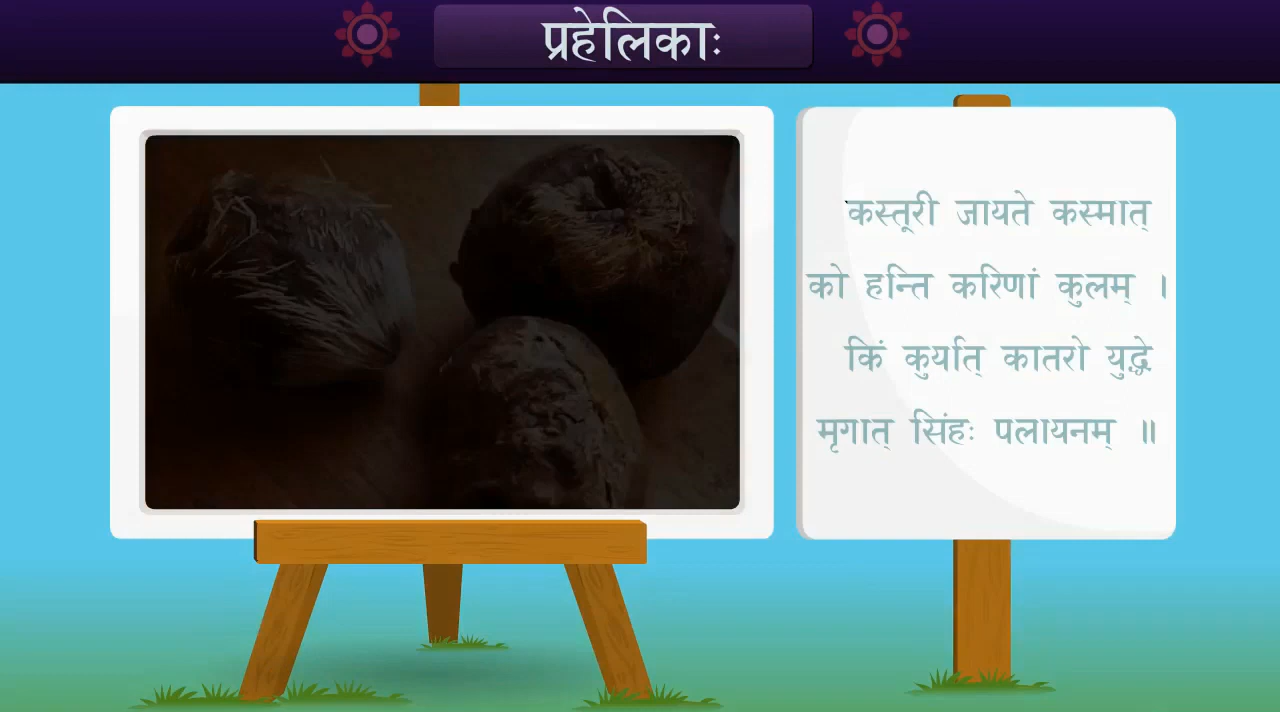 प्रहेलिकाः
कस्तूरी जायते कस्मात्
को हन्ति करिणां कुलम् ।
किं कुर्यात् कातरो युद्धे
मृगात् सिंहः पलायनम् ॥